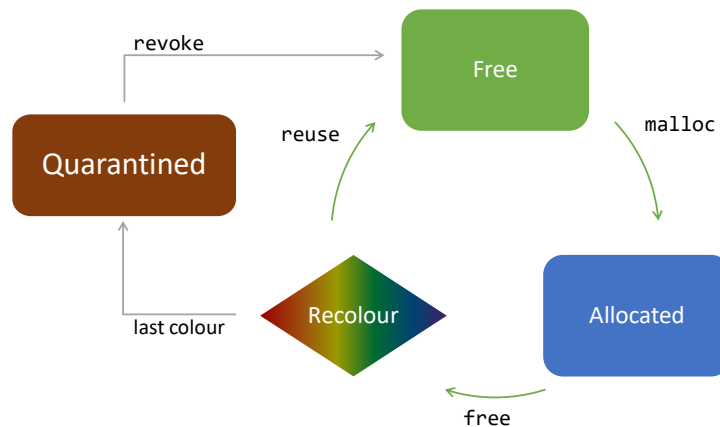 revoke
Free
malloc
reuse
Quarantined
Recolour
Allocated
last colour
free